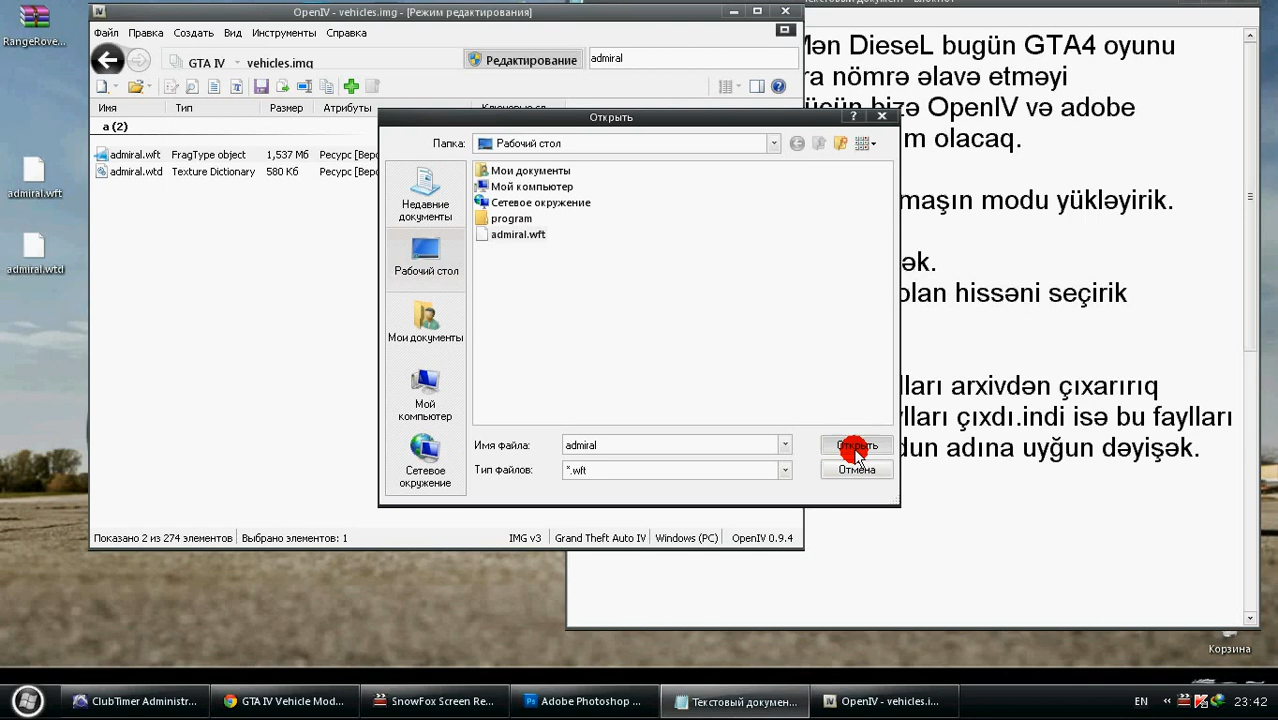 RangeRove...
admiral.wft
admiral.wtd
OpenIV - vehicles.img - [Режим редактирования]
Файл Правка Создать Вид Инструменты Справка
GTA IV vehicles.img Редактирование admiral
Имя Тип Размер Атрибуты
a (2)
admiral.wft FragType object 1,537 Мб Ресурс [Верс
admiral.wtd Texture Dictionary 580 Кб Ресурс [Верс
Показано 2 из 274 элементов Выбрано элементов: 1 IMG v3 Grand Theft Auto IV Windows (PC) OpenIV 0.9.4
Открыть
Папка: Рабочий стол
Недавние
документы
Рабочий стол
Мои документы
Мой
компьютер
Сетевое
окружение
Мои документы
Мой компьютер
Сетевое окружение
program
admiral.wft
Имя файла: admiral Открыть
Тип файлов: *.wft Отмена
Mən DieseL bugün GTA4 oyunu
ra nömrə əlavə etməyi
üçün bizə OpenIV və adobe
m olacaq.
maşın modu yükləyirik.
ək.
olan hissəni seçirik
lları arxivdən çıxarırıq
ylları çıxdı.indi isə bu faylları
dun adına uyğun dəyişək.
Корзина
ClubTimer Administr... GTA IV Vehicle Mod... SnowFox Screen Re... Adobe Photoshop ... Текстовый докумен... OpenIV - vehicles.i... EN 23:42